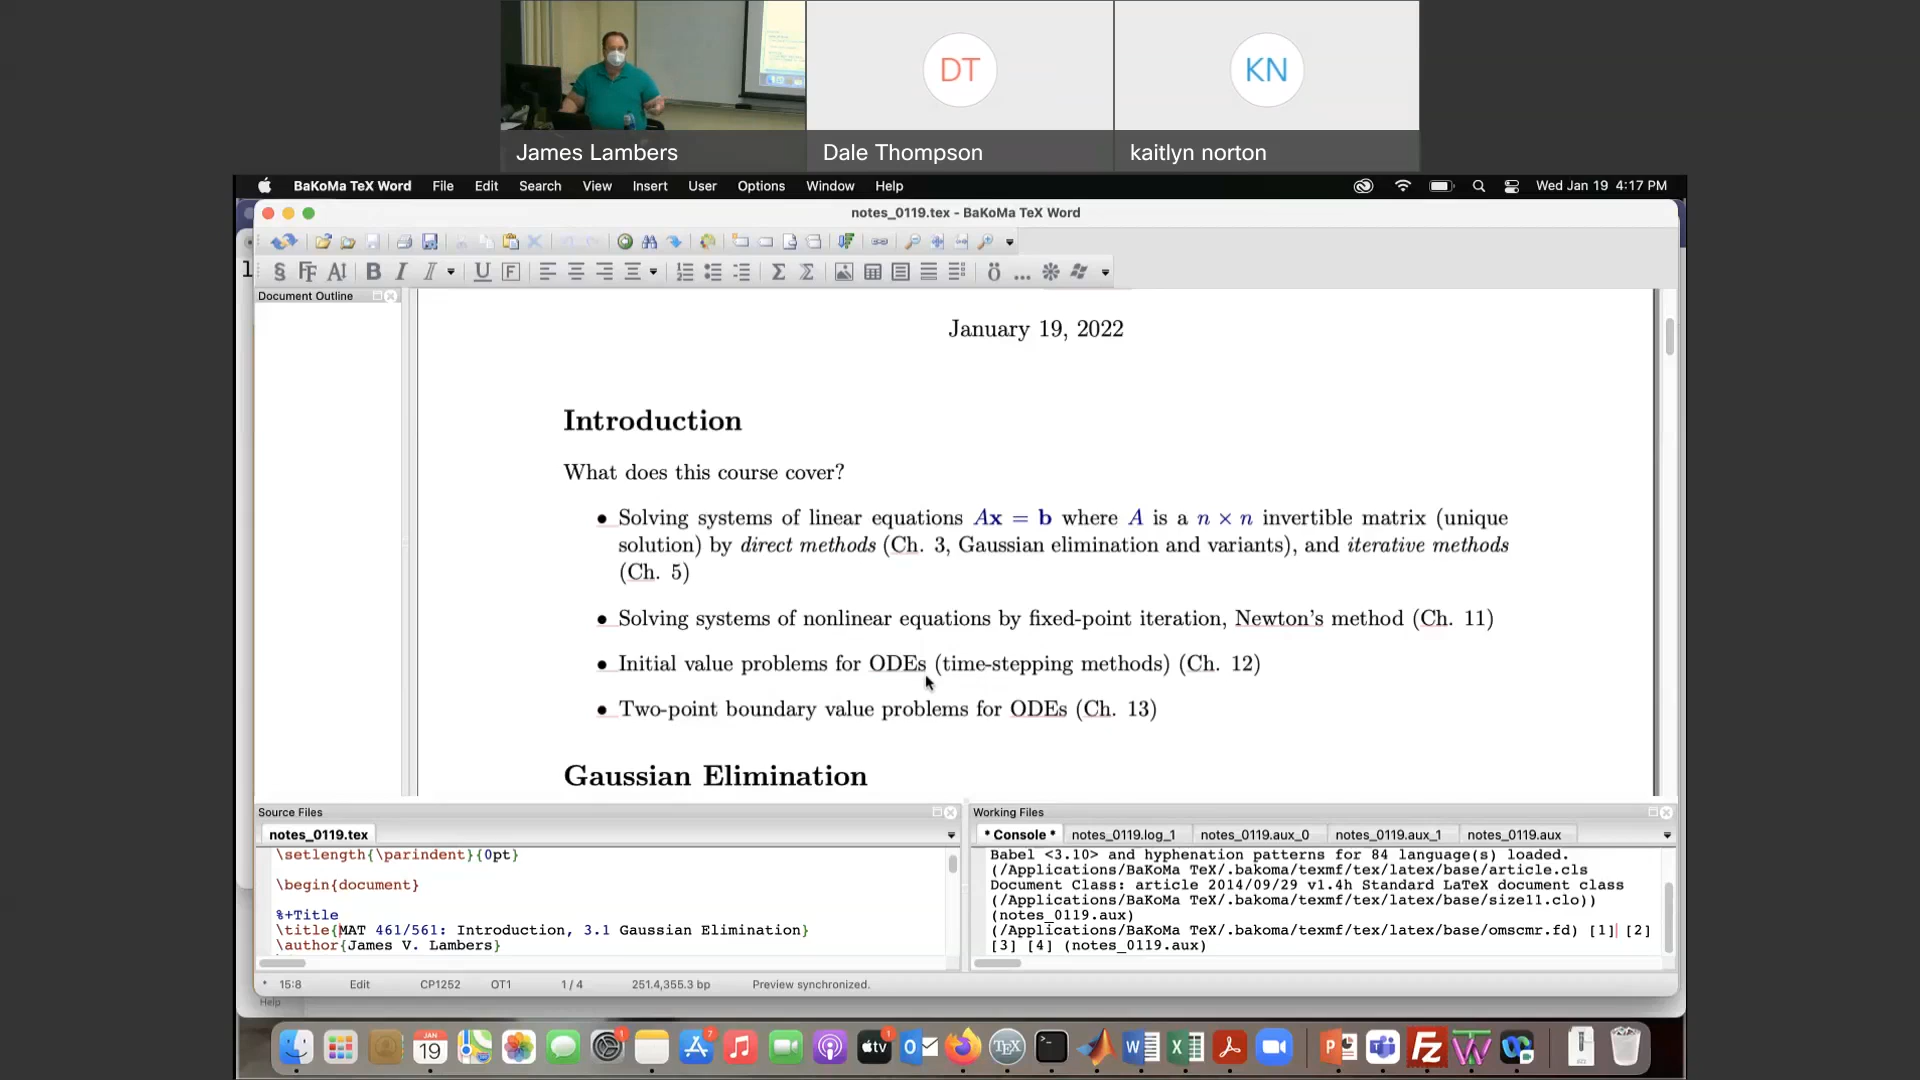 DT
KN
James Lambers
Dale Thompson
kaitlyn norton
BaKoMa TeX Word File Edit Search View Insert User Options Window Help Wed Jan 19 4:17 PM
notes_0119.tex - BaKoMa TeX Word
Document Outline
January 19, 2022
Introduction
What does this course cover?
• Solving systems of linear equations Ax = b where A is a n × n invertible matrix (unique
solution) by direct methods (Ch. 3, Gaussian elimination and variants), and iterative methods
(Ch. 5)
• Solving systems of nonlinear equations by fixed-point iteration, Newton's method (Ch. 11)
• Initial value problems for ODEs (time-stepping methods) (Ch. 12)
• Two-point boundary value problems for ODEs (Ch. 13)
Gaussian Elimination
Source Files
notes_0119.tex
\setlength{\parindent}{0pt}
\begin{document}
%+Title
\title{MAT 461/561: Introduction, 3.1 Gaussian Elimination}
\author{James V. Lambers}
Working Files
* Console * notes_0119.log_1 notes_0119.aux_0 notes_0119.aux_1 notes_0119.aux
Babel <3.10> and hyphenation patterns for 84 language(s) loaded.
(/Applications/BaKoMa TeX/.bakoma/texmf/tex/latex/base/article.cls
Document Class: article 2014/09/29 v1.4h Standard LaTeX document class
(/Applications/BaKoMa TeX/.bakoma/texmf/tex/latex/base/size11.clo))
(notes_0119.aux)
(/Applications/BaKoMa TeX/.bakoma/texmf/tex/latex/base/omscmr.fd) [1] [2]
[3] [4] (notes_0119.aux)
* 15:8 Edit CP1252 OT1 1 / 4 251.4,355.3 bp Preview synchronized.
Help
JAN
19
1
7
tv
1
TEX